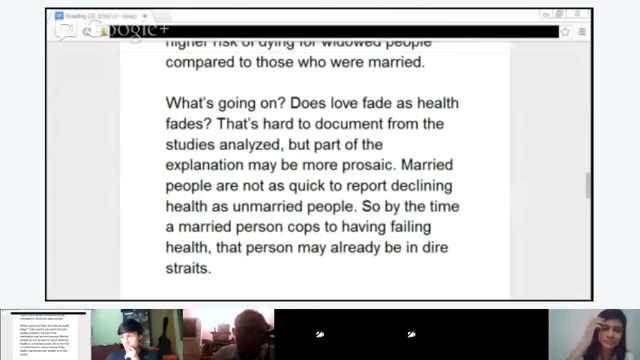 Google+
higher risk of dying for widowed people
compared to those who were married.
What's going on? Does love fade as health
fades? That's hard to document from the
studies analyzed, but part of the
explanation may be more prosaic. Married
people are not as quick to report declining
health as unmarried people. So by the time
a married person cops to having failing
health, that person may already be in dire
straits.